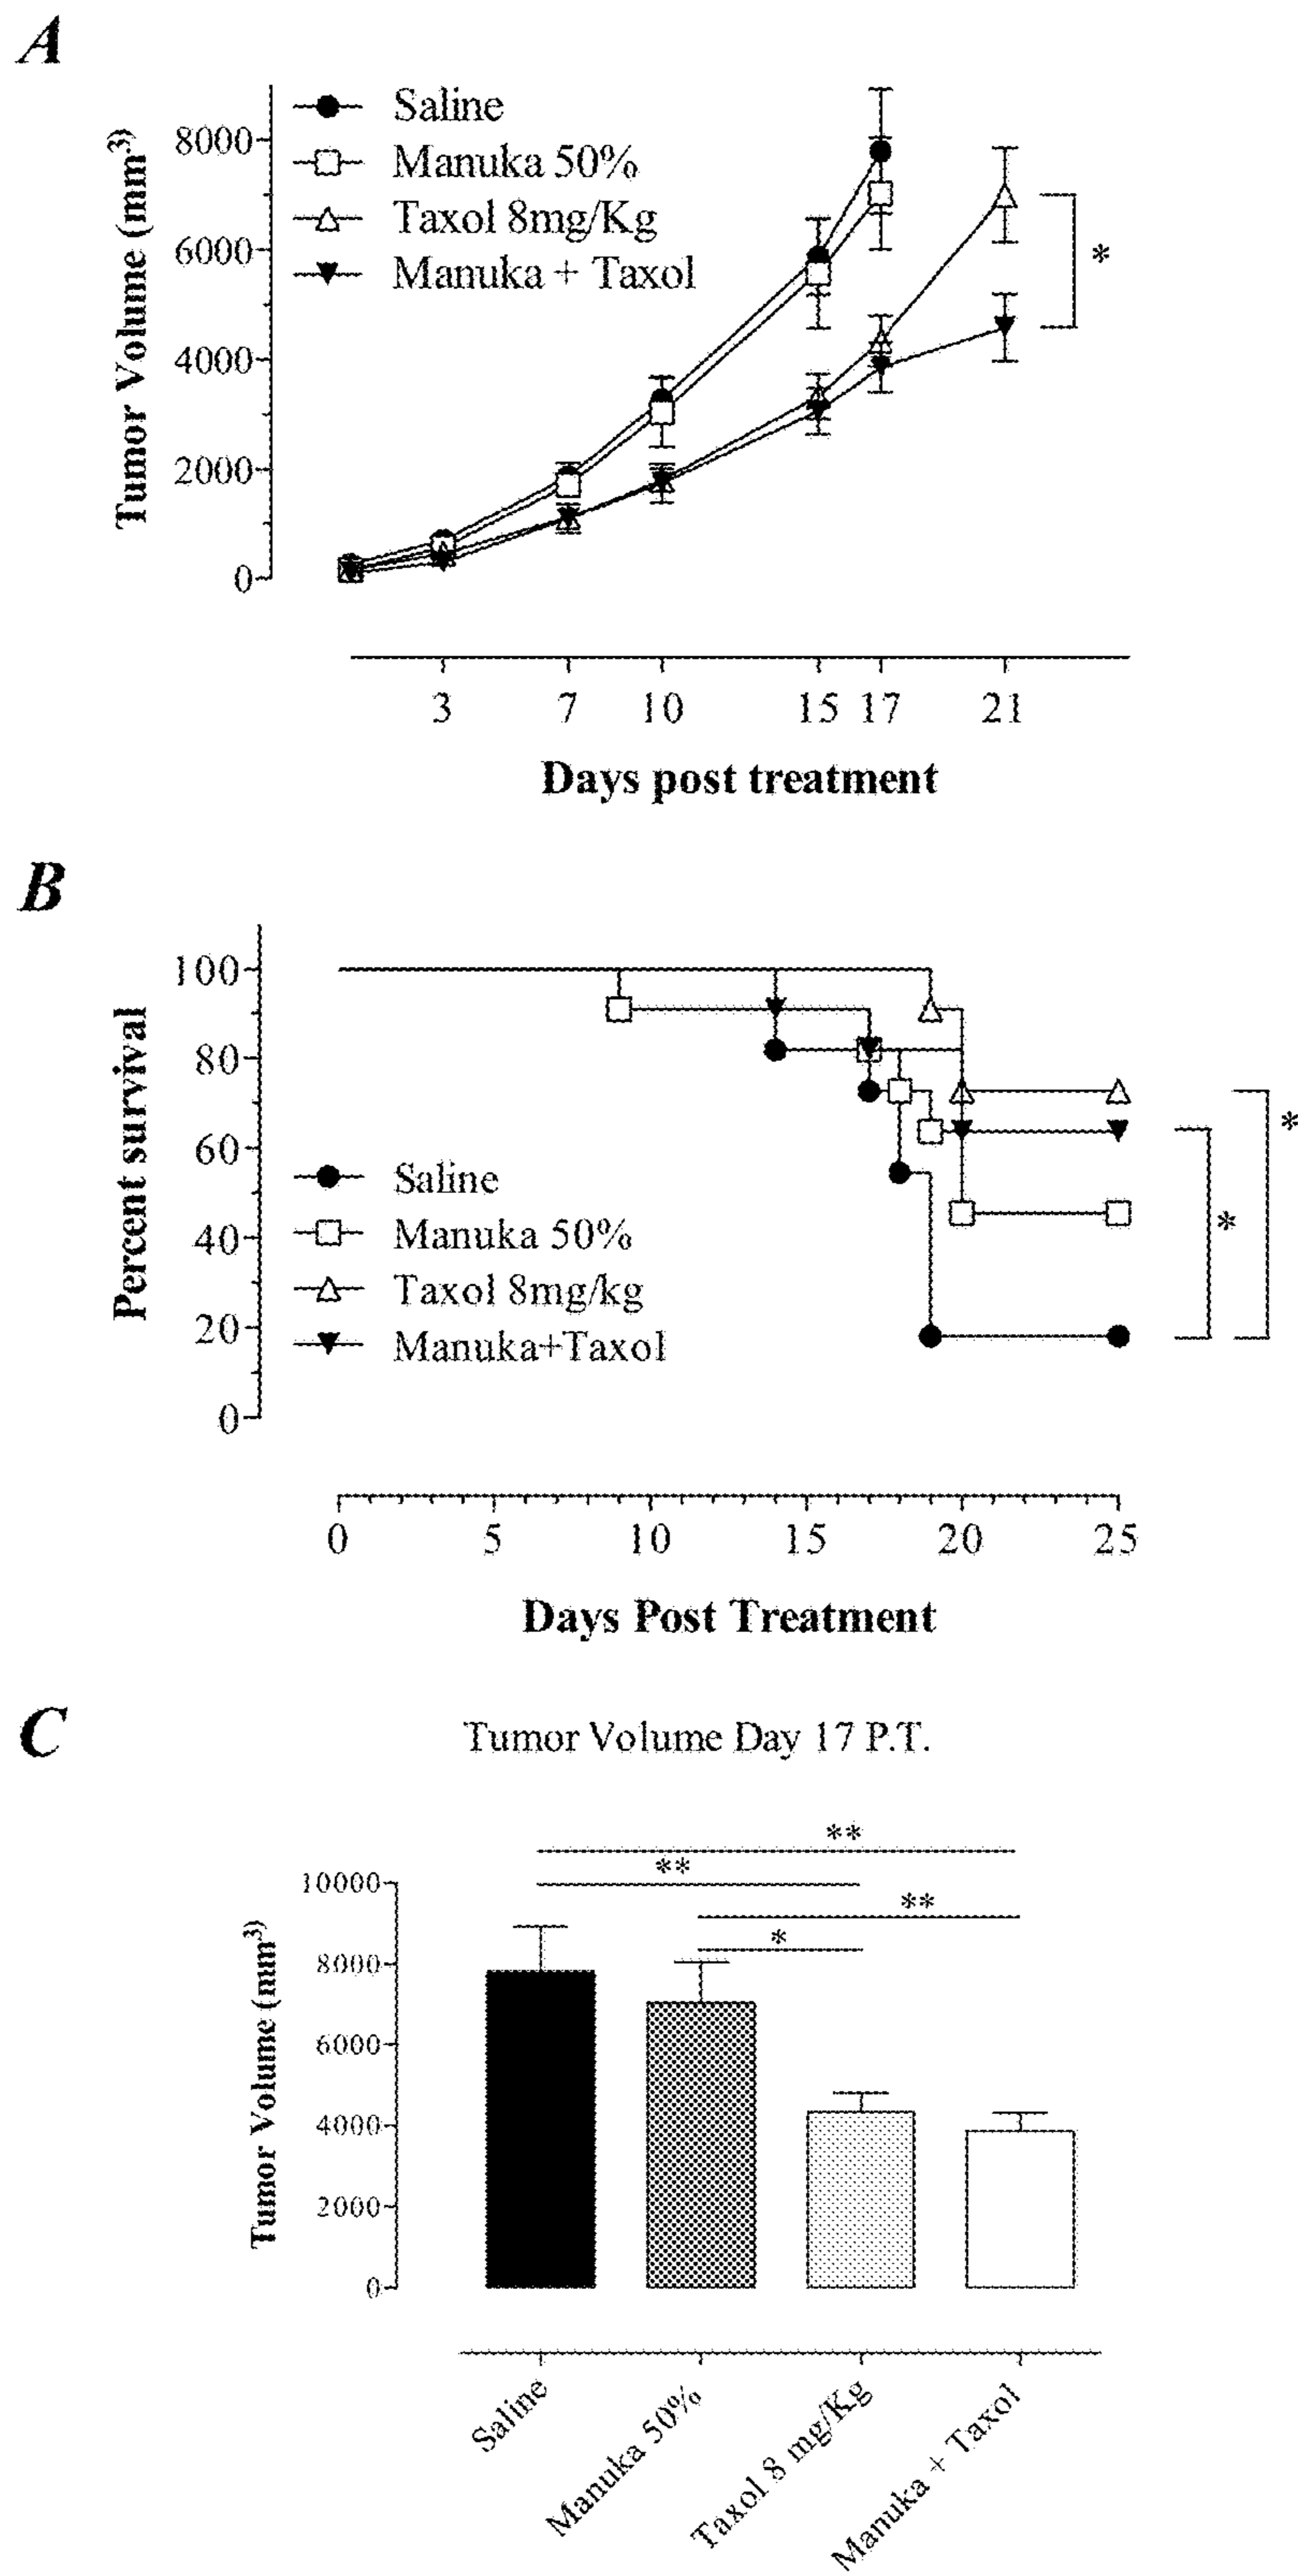 A
Tumor Volume (mm3)
8000
6000
4000
2000
0
Saline
Manuka 50%
Taxol 8mg/Kg
Manuka + Taxol
*
3 7 10 15 17 21
Days post treatment
B
Percent survival
100
80
60
40
20
0
Saline
Manuka 50%
Taxol 8mg/kg
Manuka+Taxol
*
*
0 5 10 15 20 25
Days Post Treatment
C
Tumor Volume Day 17 P.T.
Tumor Volume (mm3)
10000
8000
6000
4000
2000
0
**
**
**
*
Saline
Manuka 50%
Taxol 8 mg/Kg
Manuka + Taxol